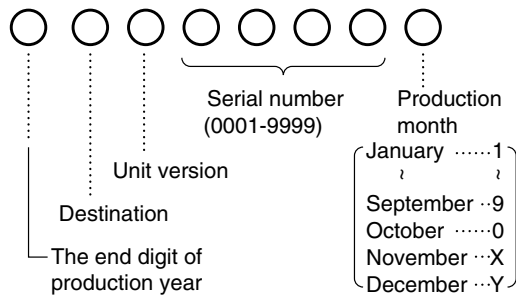 Serial number
(0001-9999)
Production
month
January ······1
~ ~
September ··9
October ······0
November ···X
December ···Y
Unit version
Destination
The end digit of
production year